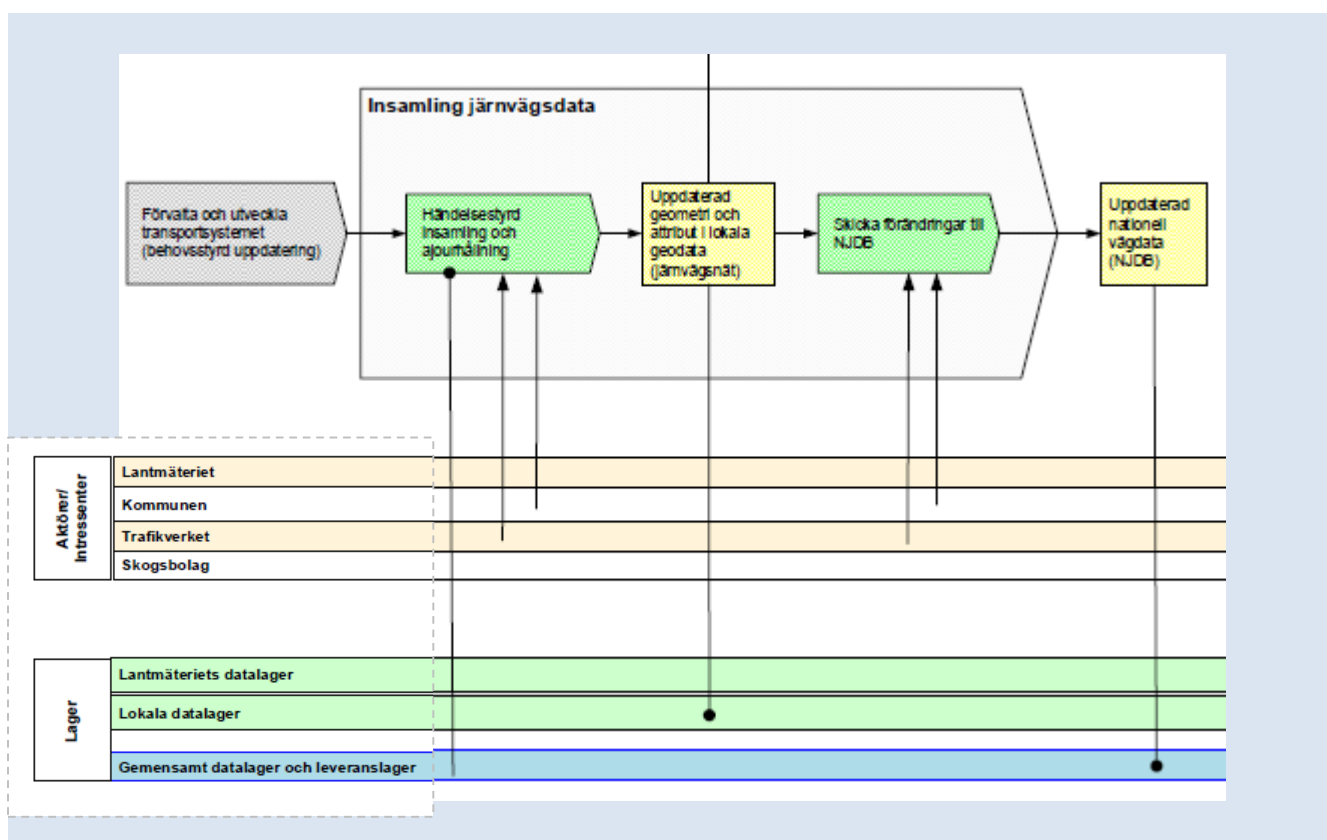 Insamling järnvägsdata
Förvalta och utveckla
transportsystemet
(behovsstyrd uppdatering)
Händelsestyrd
insamling och
ajourhållning
Uppdaterad
geometri och
attribut i lokala
geodata
(järnvägsnät)
Skicka förändringar till
NJDB
Uppdaterad
nationell
vägdata
(NJDB)
Aktörer/
Intressenter
Lantmäteriet
Kommunen
Trafikverket
Skogsbolag
Lager
Lantmäteriets datalager
Lokala datalager
Gemensamt datalager och leveranslager